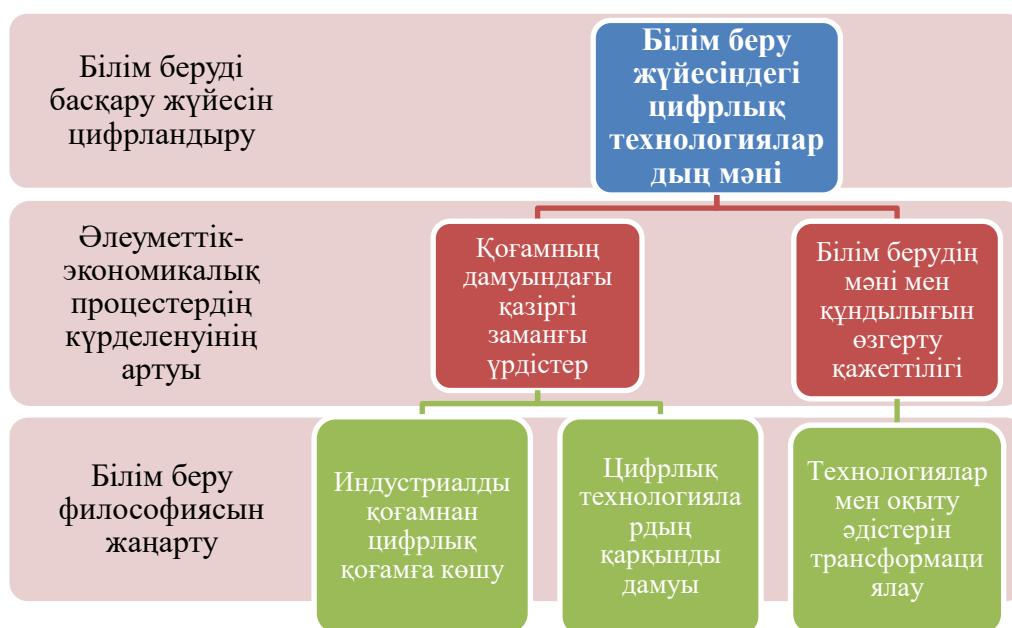 Білім беруді
басқару жүйесін
цифрландыру
Білім беру
жүйесіндегі
цифрлық
технологиялар
дың мәні
Әлеуметтік-
экономикалық
процестердің
күрделенуінің
артуы
Қоғамның
дамуындағы
қазіргі
заманғы
үрдістер
Білім берудің
мәні мен
құндылығын
өзгерту
қажеттілігі
Білім беру
философиясын
жаңарту
Индустриалды
қоғамнан
цифрлық
қоғамға көшу
Цифрлық
технологияла
рдың
қарқынды
дамуы
Технологиялар
мен оқыту
әдістерін
трансформаци
ялау